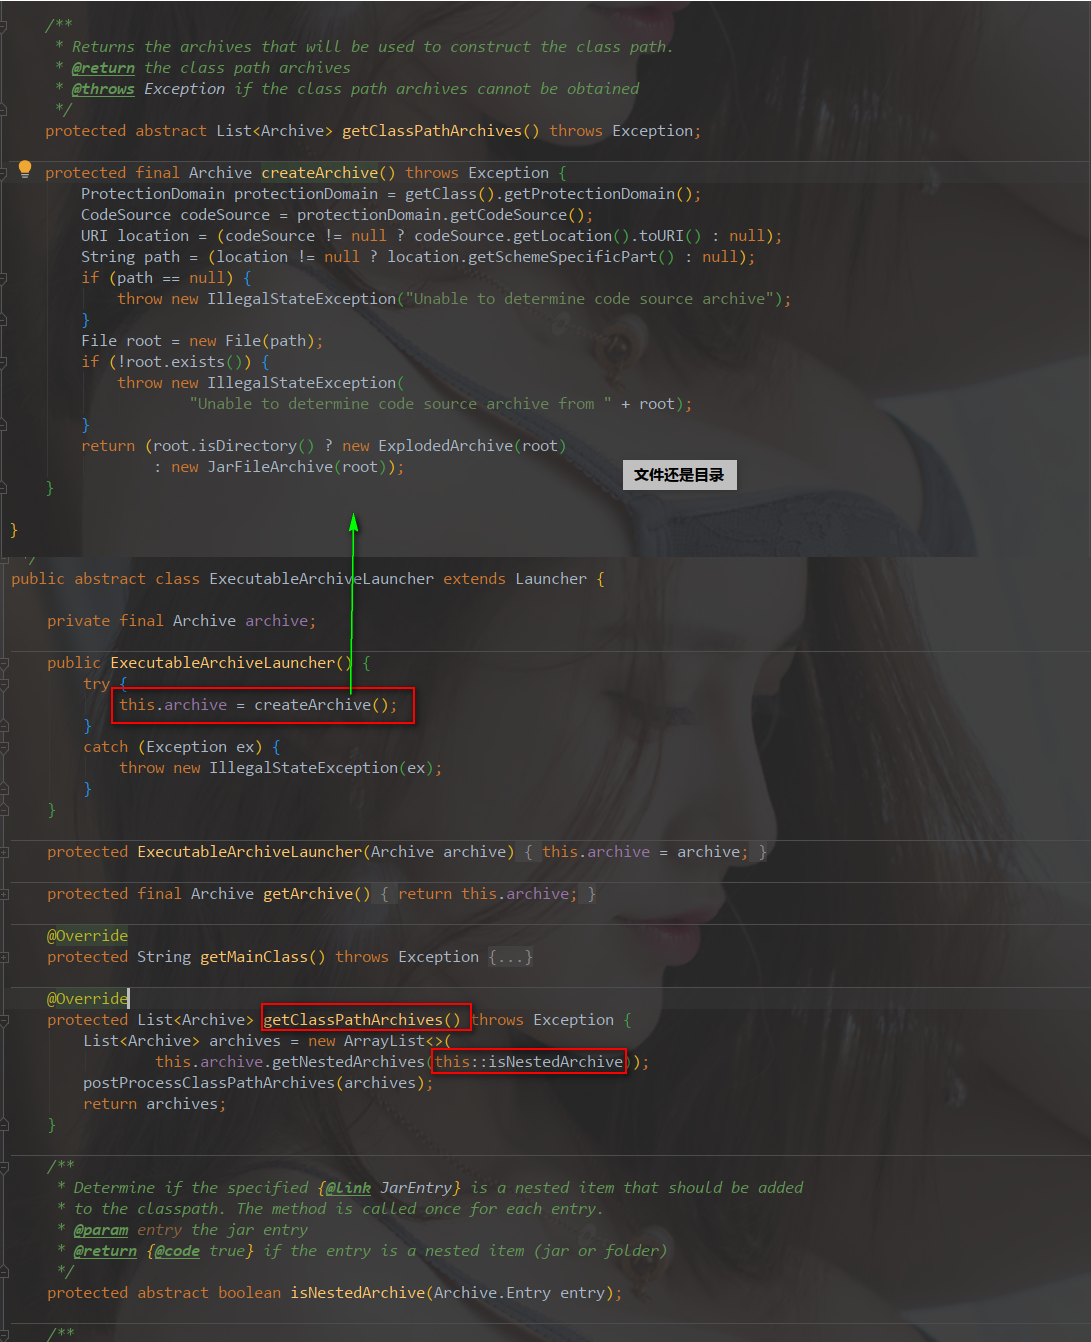 /**
 * Returns the archives that will be used to construct the class path.
 * @return the class path archives
 * @throws Exception if the class path archives cannot be obtained
 */
protected abstract List<Archive> getClassPathArchives() throws Exception;
protected final Archive createArchive() throws Exception {
ProtectionDomain protectionDomain = getClass().getProtectionDomain();
CodeSource codeSource = protectionDomain.getCodeSource();
URI location = (codeSource != null ? codeSource.getLocation().toURI() : null);
String path = (location != null ? location.getSchemeSpecificPart() : null);
if (path == null) {
throw new IllegalStateException("Unable to determine code source archive");
}
File root = new File(path);
if (!root.exists()) {
throw new IllegalStateException(
"Unable to determine code source archive from " + root);
}
return (root.isDirectory() ? new ExplodedArchive(root)
: new JarFileArchive(root));
文件还是目录
}
}
*/
public abstract class ExecutableArchiveLauncher extends Launcher {
private final Archive archive;
public ExecutableArchiveLauncher() {
try {
this.archive = createArchive();
}
catch (Exception ex) {
throw new IllegalStateException(ex);
}
}
protected ExecutableArchiveLauncher(Archive archive) { this.archive = archive; }
protected final Archive getArchive() { return this.archive; }
@Override
protected String getMainClass() throws Exception {...}
@Override
protected List<Archive> getClassPathArchives() throws Exception {
List<Archive> archives = new ArrayList<>(
this.archive.getNestedArchives(this::isNestedArchive));
postProcessClassPathArchives(archives);
return archives;
}
/**
 * Determine if the specified {@link JarEntry} is a nested item that should be added
 * to the classpath. The method is called once for each entry.
 * @param entry the jar entry
 * @return {@code true} if the entry is a nested item (jar or folder)
 */
protected abstract boolean isNestedArchive(Archive.Entry entry);
/**